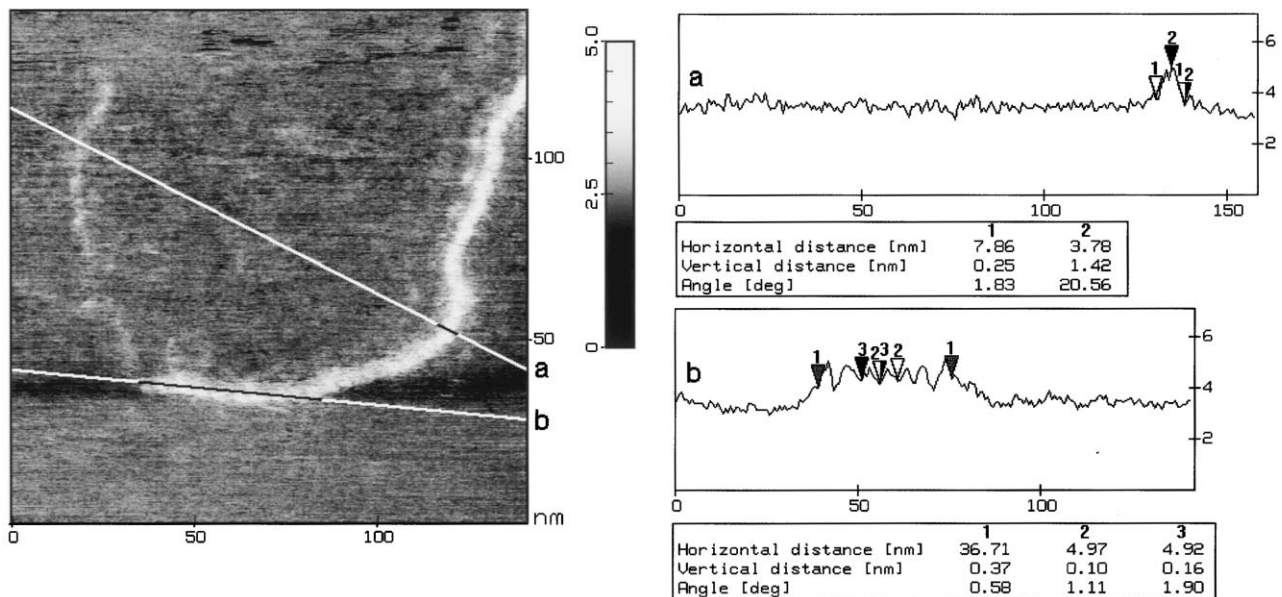 5.0
2.5
0
100
50
a
b
nm
0 50 100
a
2
1
1
2
6
4
2
0 50 100 150
1 2
Horizontal distance [nm] 7.86 3.78
Vertical distance [nm] 0.25 1.42
Angle [deg] 1.83 20.56
b
1
3
2
3
2
1
6
4
2
0 50 100
1 2 3
Horizontal distance [nm] 36.71 4.97 4.92
Vertical distance [nm] 0.37 0.10 0.16
Angle [deg] 0.58 1.11 1.90